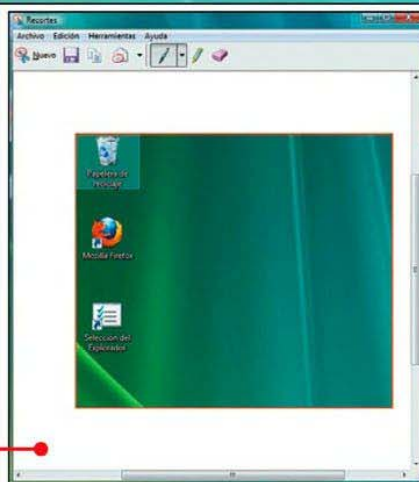 Recortes
Archivo Edición Herramientas Ayuda
Nuevo
Papelera de
reciclaje
Mozilla Firefox
Selección del
Explorador